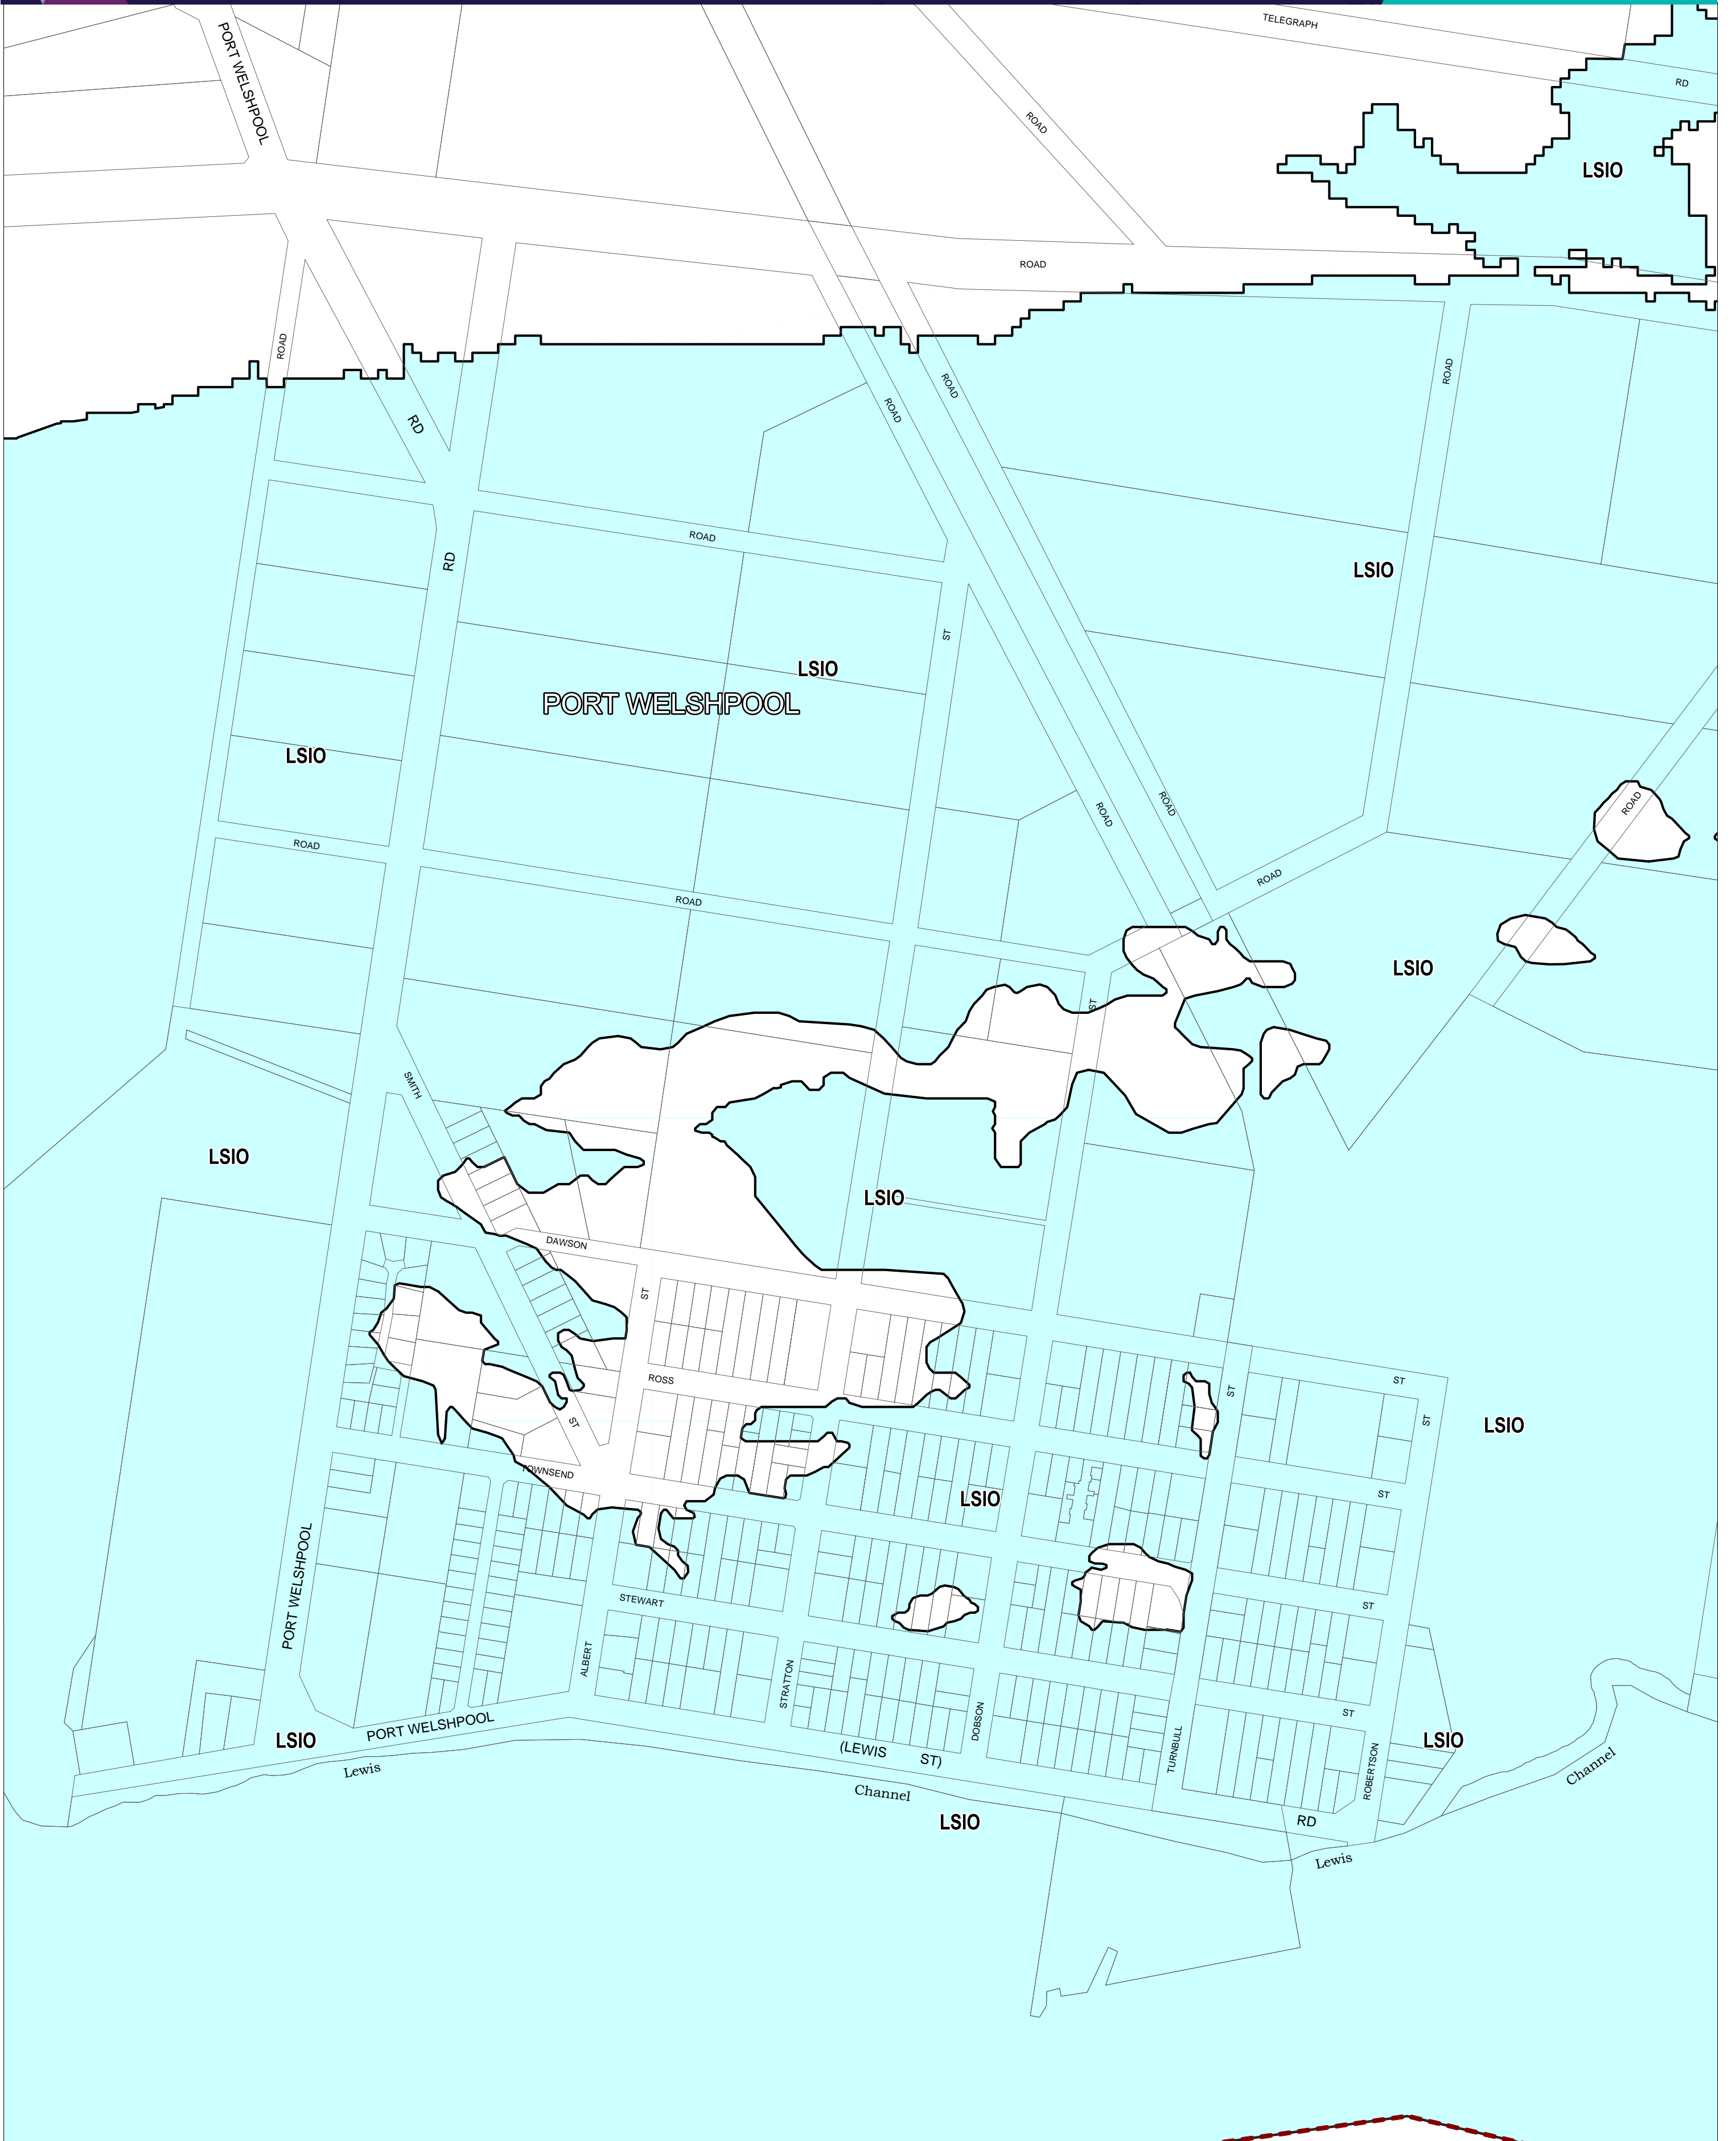 TELEGRAPH
PORT WELSHPOOL
RD
ROAD
LSIO
ROAD
ROAD
ROAD
ROAD
ROAD
RD
ROAD
RD
LSIO
ST
LSIO
PORT WELSHPOOL
LSIO
ROAD
ROAD
ROAD
ROAD
ROAD
ROAD
LSIO
ST
SMITH
LSIO
LSIO
DAWSON
ST
ROSS
ST
ST
ST
ST
LSIO
TOWNSEND
ST
LSIO
PORT WELSHPOOL
STEWART
ST
ALBERT
STRATTON
DOBSON
TURNBULL
ROBERTSON
ST
LSIO
PORT WELSHPOOL
(LEWIS ST)
LSIO
Lewis
Channel
Channel
RD
LSIO
Lewis